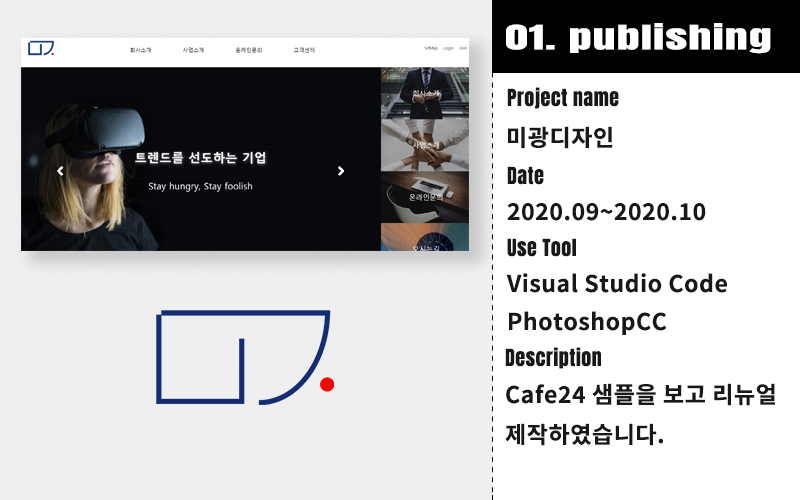 회사소개 사업소개 온라인문의 고객센터
SitMap Login Join
트렌드를 선도하는 기업
Stay hungry, Stay foolish
회사소개
사업소개
온라인문의
오시는길
01. publishing
Project name
미광디자인
Date
2020.09~2020.10
Use Tool
Visual Studio Code
PhotoshopCC
Description
Cafe24 샘플을 보고 리뉴얼
제작하였습니다.